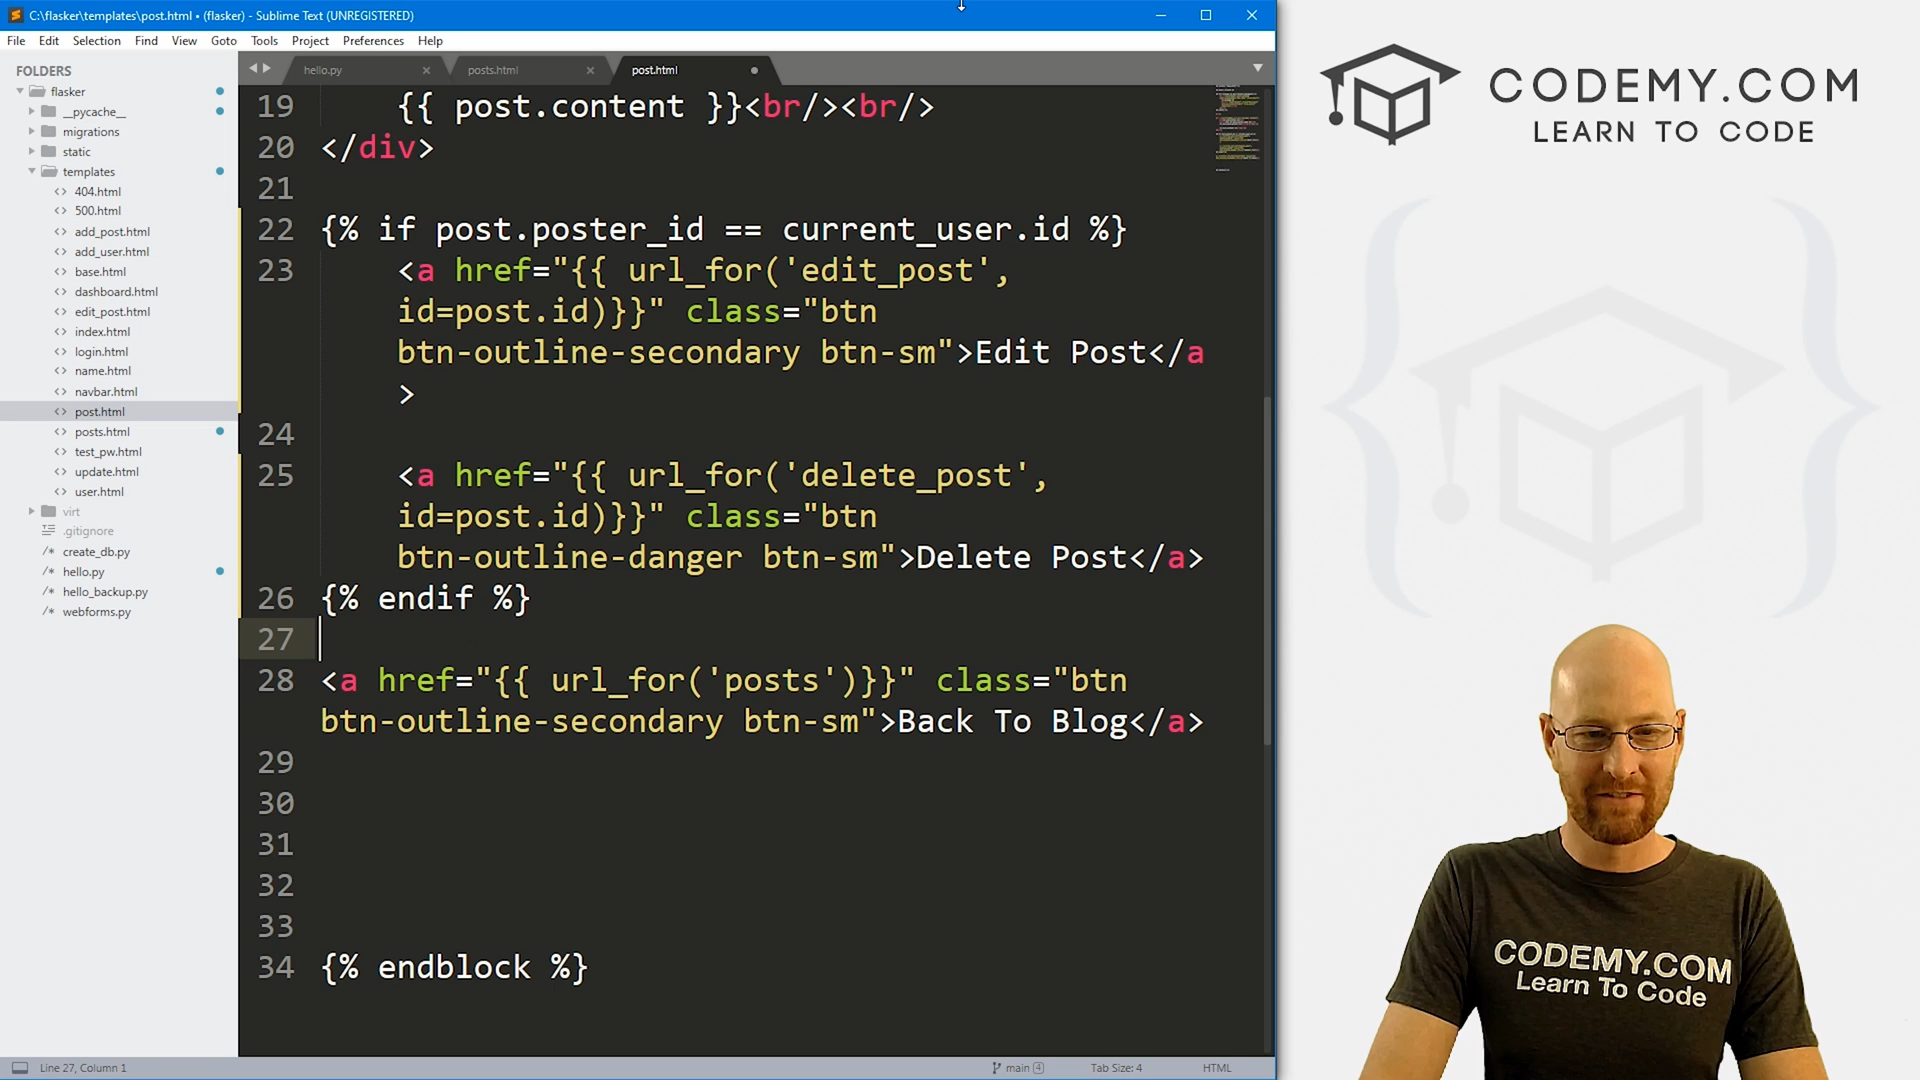 C:\flasker\templates\post.html • (flasker) - Sublime Text (UNREGISTERED)
File Edit Selection Find View Goto Tools Project Preferences Help
FOLDERS
flasker
__pycache__
migrations
static
templates
404.html
500.html
add_post.html
add_user.html
base.html
dashboard.html
edit_post.html
index.html
login.html
name.html
navbar.html
post.html
posts.html
test_pw.html
update.html
user.html
virt
.gitignore
create_db.py
hello.py
hello_backup.py
webforms.py
hello.py posts.html post.html
19 {{ post.content }}<br/><br/>
20 </div>
21
22 {% if post.poster_id == current_user.id %}
23 <a href="{{ url_for('edit_post',
id=post.id)}}" class="btn
btn-outline-secondary btn-sm">Edit Post</a
>
24
25 <a href="{{ url_for('delete_post',
id=post.id)}}" class="btn
btn-outline-danger btn-sm">Delete Post</a>
26 {% endif %}
27
28 <a href="{{ url_for('posts')}}" class="btn
btn-outline-secondary btn-sm">Back To Blog</a>
29
30
31
32
33
34 {% endblock %}
Line 27, Column 1
main 4
Tab Size: 4
HTML
CODEMY.COM
LEARN TO CODE
CODEMY.COM
Learn To Code